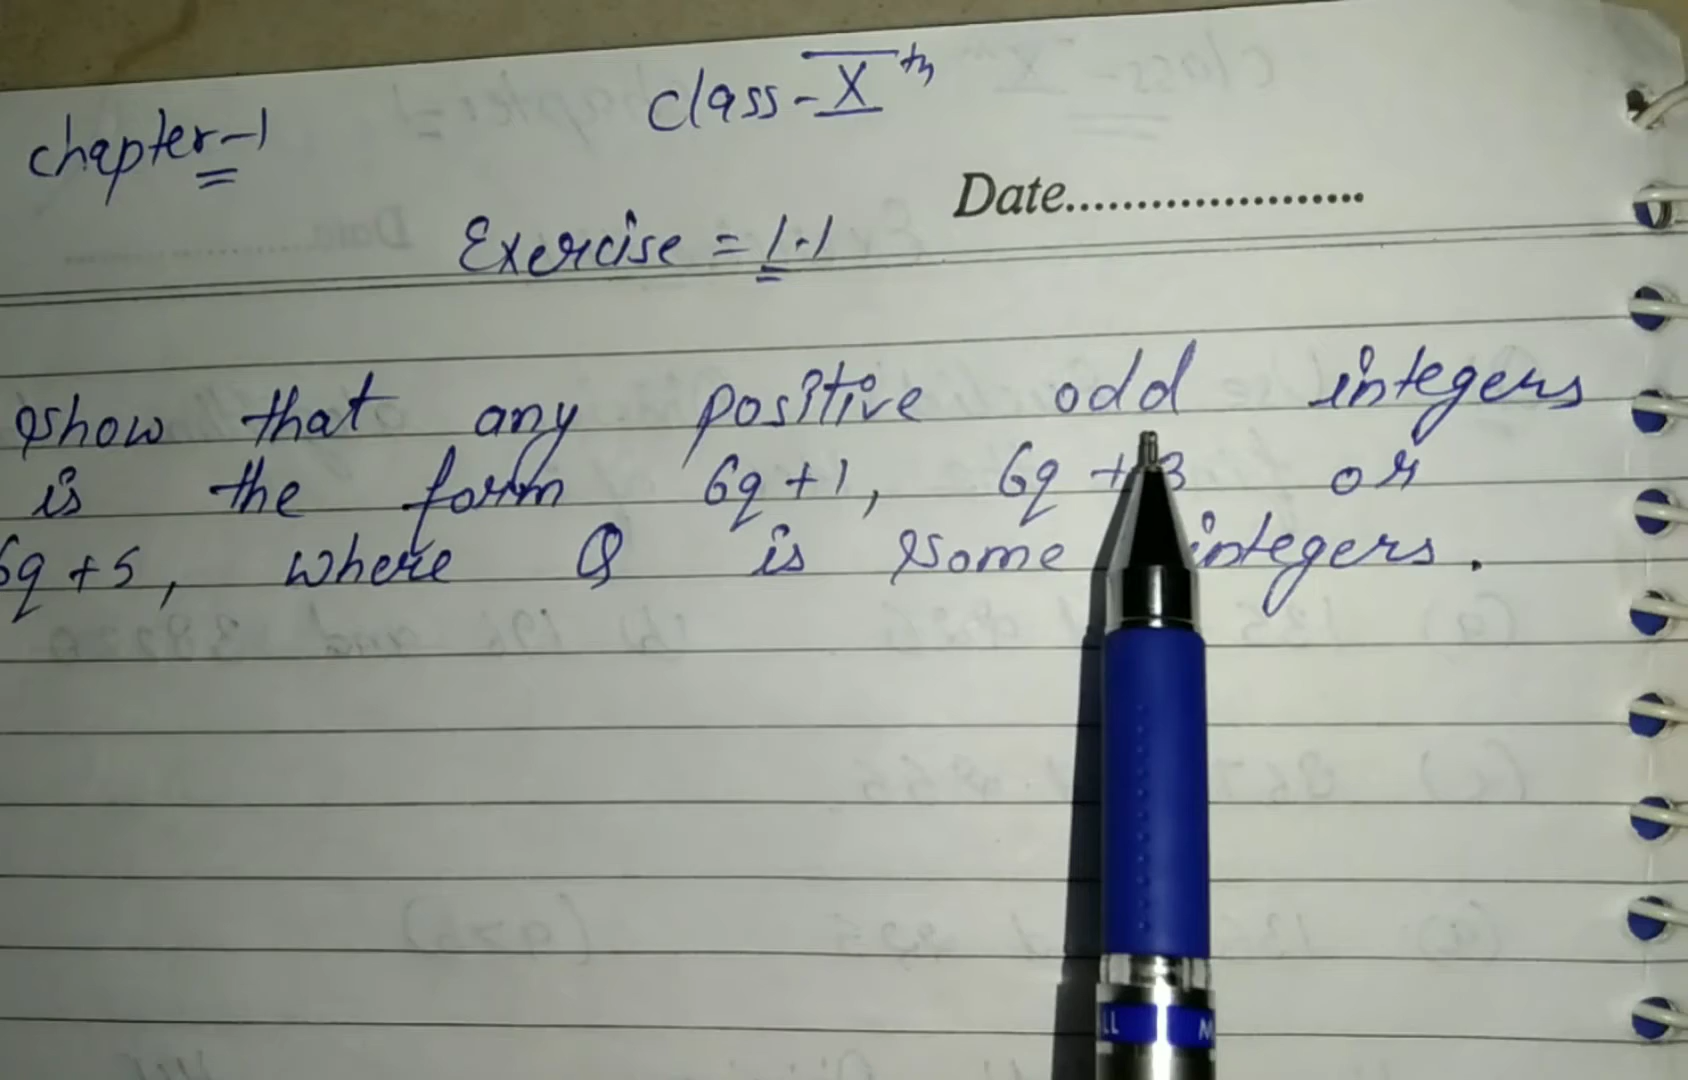 Class-Xth
Chapter-1
Date.....................
Exercise = 1.1
show that any positive odd integers
is the form 6q+1, 6q+3 or
6q+5, where Q is some integers.